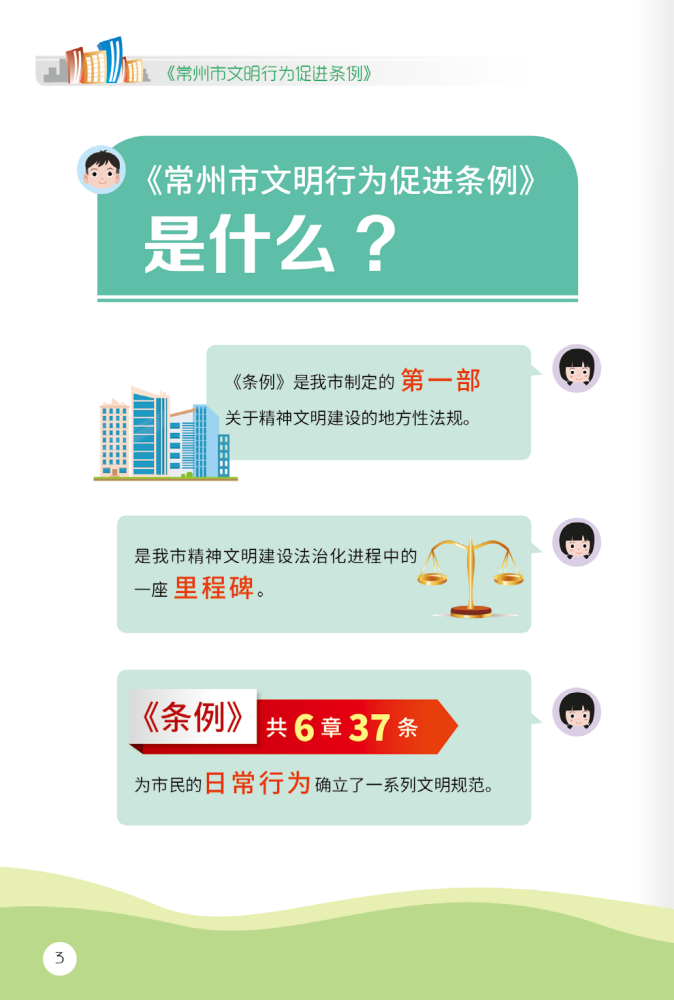 《常州市文明行为促进条例》
《常州市文明行为促进条例》
是什么？
《条例》是我市制定的 第一部
关于精神文明建设的地方性法规。
是我市精神文明建设法治化进程中的
一座 里程碑。
《条例》 共 6 章 37 条
为市民的日常行为确立了一系列文明规范。
3